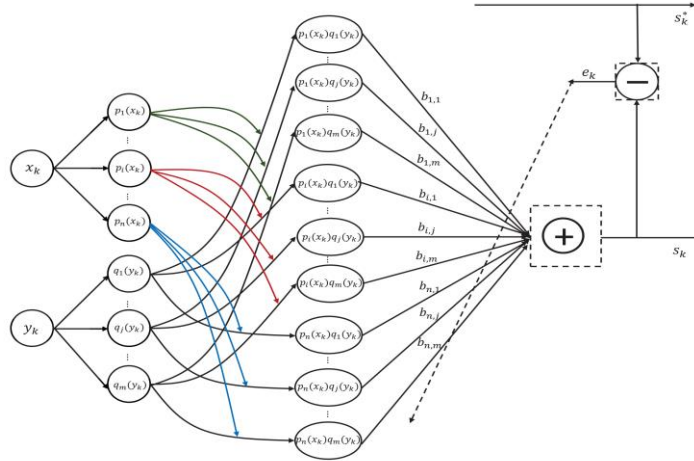 x_k
y_k
p_1(x_k)
⋮
p_i(x_k)
⋮
p_n(x_k)
q_1(y_k)
⋮
q_j(y_k)
⋮
q_m(y_k)
p_1(x_k)q_1(y_k)
⋮
p_1(x_k)q_j(y_k)
⋮
p_1(x_k)q_m(y_k)
⋮
p_i(x_k)q_1(y_k)
⋮
p_i(x_k)q_j(y_k)
⋮
p_i(x_k)q_m(y_k)
⋮
p_n(x_k)q_1(y_k)
⋮
p_n(x_k)q_j(y_k)
⋮
p_n(x_k)q_m(y_k)
b_{1,1}
b_{1,j}
b_{1,m}
b_{i,1}
b_{i,j}
b_{i,m}
b_{n,1}
b_{n,j}
b_{n,m}
+
s_k
e_k
−
s_k^*